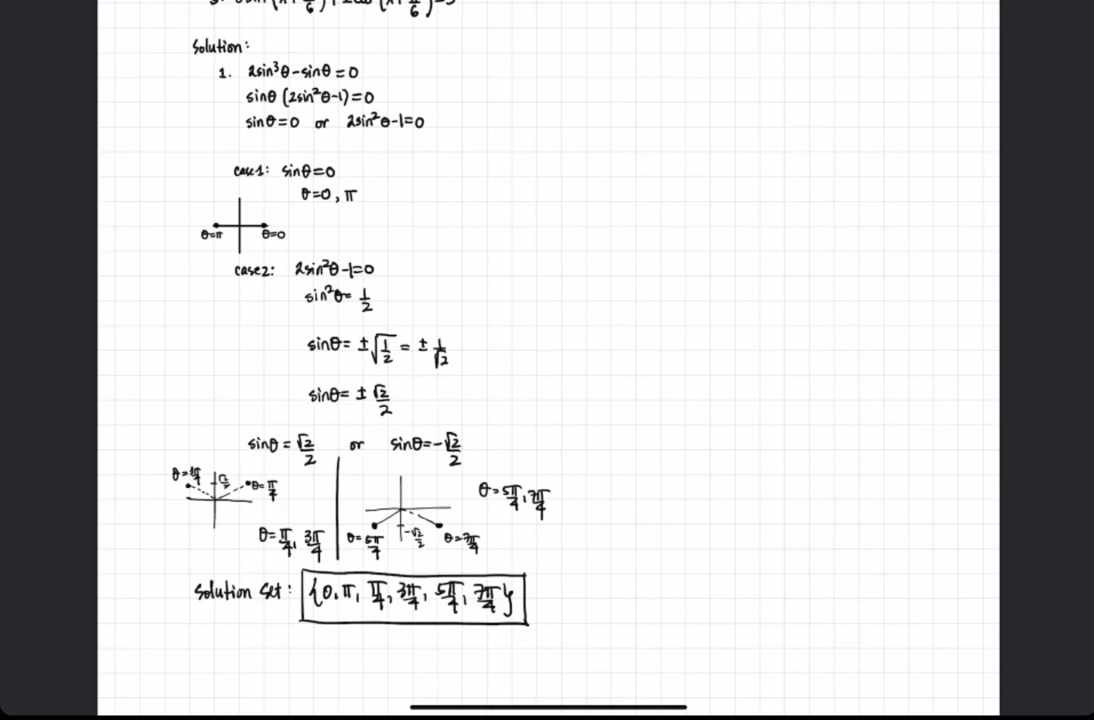 Solution:
1. 2sin³θ-sinθ=0
sinθ (2sin²θ-1)=0
sinθ=0 or 2sin²θ-1=0
case1: sinθ=0
θ=0, π
θ=π θ=0
case2: 2sin²θ-1=0
sin²θ= 1/2
sinθ= ±√(1/2) = ± 1/√2
sinθ= ± √2/2
sinθ = √2/2 or sinθ=-√2/2
θ=3π/4 √2/2 θ=π/4
θ=π/4, 3π/4
θ=5π/4 -√2/2 θ=7π/4
θ=5π/4, 7π/4
Solution Set: {0, π, π/4, 3π/4, 5π/4, 7π/4}